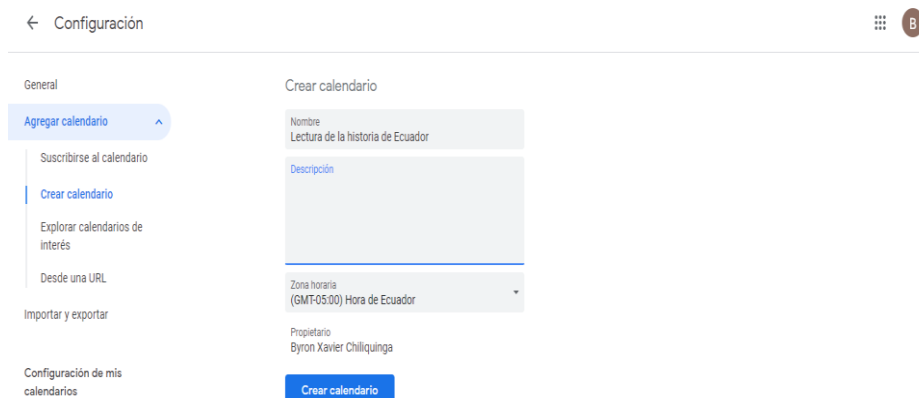 Configuración
B
General
Agregar calendario
Suscribirse al calendario
Crear calendario
Explorar calendarios de
interés
Desde una URL
Importar y exportar
Configuración de mis
calendarios
Crear calendario
Nombre
Lectura de la historia de Ecuador
Descripción
Zona horaria
(GMT-05:00) Hora de Ecuador
Propietario
Byron Xavier Chiliquinga
Crear calendario